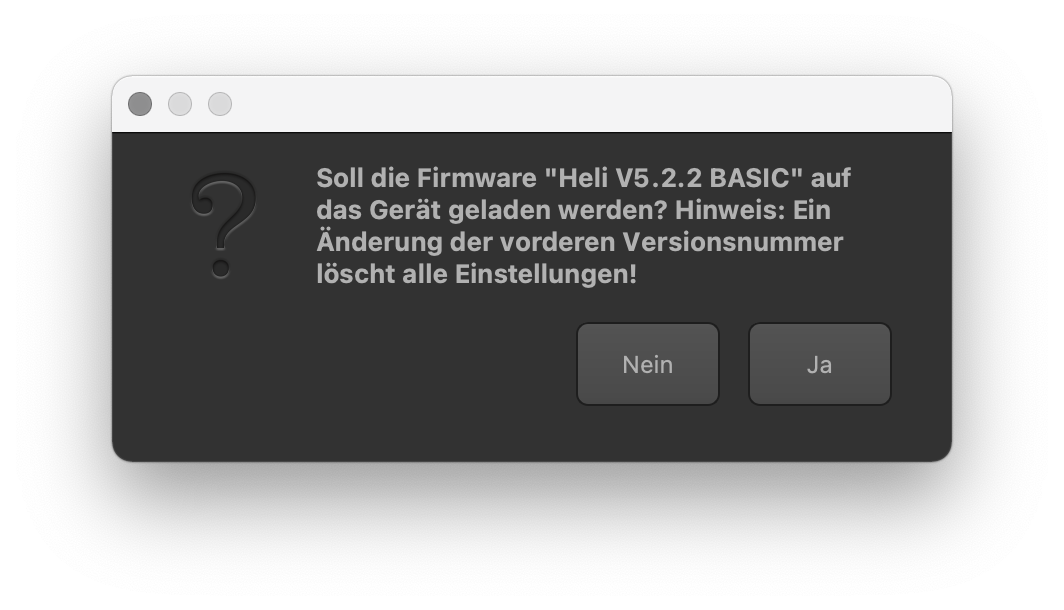 Soll die Firmware "Heli V5.2.2 BASIC" auf
das Gerät geladen werden? Hinweis: Ein
Änderung der vorderen Versionsnummer
löscht alle Einstellungen!
Nein
Ja